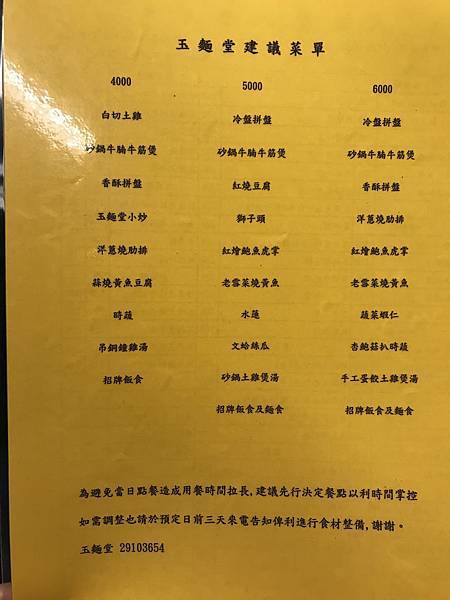 玉麵堂建議菜單
4000 5000 6000
白切土雞 冷盤拼盤 冷盤拼盤
砂鍋牛腩牛筋煲 砂鍋牛腩牛筋煲 砂鍋牛腩牛筋煲
香酥拼盤 紅燒豆腐 香酥拼盤
玉麵堂小炒 獅子頭 洋蔥燒肋排
洋蔥燒肋排 紅燴鮑魚虎掌 紅燴鮑魚虎掌
蒜燒黃魚豆腐 老雪菜燒黃魚 老雪菜燒黃魚
時蔬 水蓮 蔬菜蝦仁
吊鍋鐘雞湯 文蛤絲瓜 杏鮑菇扒時蔬
招牌飯食 砂鍋土雞煲湯 手工蛋餃土雞煲湯
招牌飯食及麵食 招牌飯食及麵食
為避免當日點餐造成用餐時間拉長,建議先行決定餐點以利時間掌控
如需調整也請於預定日前三天來電告知俾利進行食材整備,謝謝。
玉麵堂 29103654